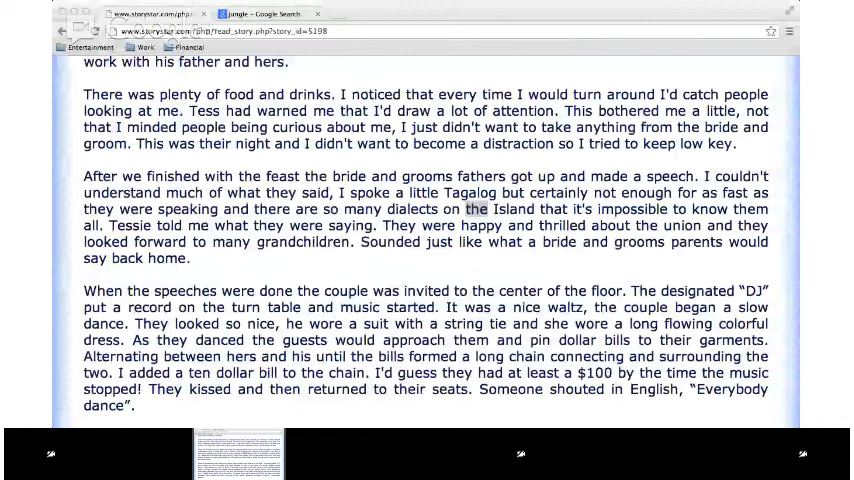 www.storystar.com/php/
jungle - Google Search
www.storystar.com/php/read_story.php?story_id=5198
Entertainment Work Financial
work with his father and hers.
There was plenty of food and drinks. I noticed that every time I would turn around I'd catch people
looking at me. Tess had warned me that I'd draw a lot of attention. This bothered me a little, not
that I minded people being curious about me, I just didn't want to take anything from the bride and
groom. This was their night and I didn't want to become a distraction so I tried to keep low key.
After we finished with the feast the bride and grooms fathers got up and made a speech. I couldn't
understand much of what they said, I spoke a little Tagalog but certainly not enough for as fast as
they were speaking and there are so many dialects on the Island that it's impossible to know them
all. Tessie told me what they were saying. They were happy and thrilled about the union and they
looked forward to many grandchildren. Sounded just like what a bride and grooms parents would
say back home.
When the speeches were done the couple was invited to the center of the floor. The designated “DJ”
put a record on the turn table and music started. It was a nice waltz, the couple began a slow
dance. They looked so nice, he wore a suit with a string tie and she wore a long flowing colorful
dress. As they danced the guests would approach them and pin dollar bills to their garments.
Alternating between hers and his until the bills formed a long chain connecting and surrounding the
two. I added a ten dollar bill to the chain. I'd guess they had at least a $100 by the time the music
stopped! They kissed and then returned to their seats. Someone shouted in English, “Everybody
dance”.